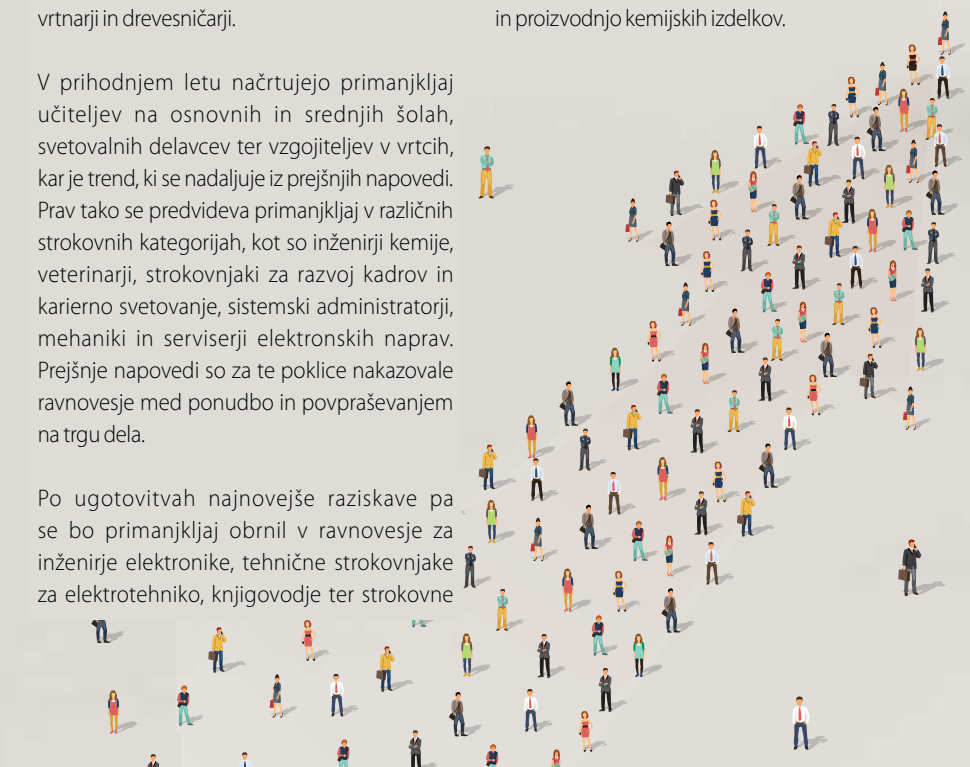 vrtnarji in drevesničarji.
V prihodnjem letu načrtujejo primanjkljaj
učiteljev na osnovnih in srednjih šolah,
svetovalnih delavcev ter vzgojiteljev v vrtcih,
kar je trend, ki se nadaljuje iz prejšnjih napovedi.
Prav tako se predvideva primanjkljaj v različnih
strokovnih kategorijah, kot so inženirji kemije,
veterinarji, strokovnjaki za razvoj kadrov in
karierno svetovanje, sistemski administratorji,
mehaniki in serviserji elektronskih naprav.
Prejšnje napovedi so za te poklice nakazovale
ravnovesje med ponudbo in povpraševanjem
na trgu dela.
Po ugotovitvah najnovejše raziskave pa
se bo primanjkljaj obrnil v ravnovesje za
inženirje elektronike, tehnične strokovnjake
za elektrotehniko, knjigovodje ter strokovne
in proizvodnjo kemijskih izdelkov.